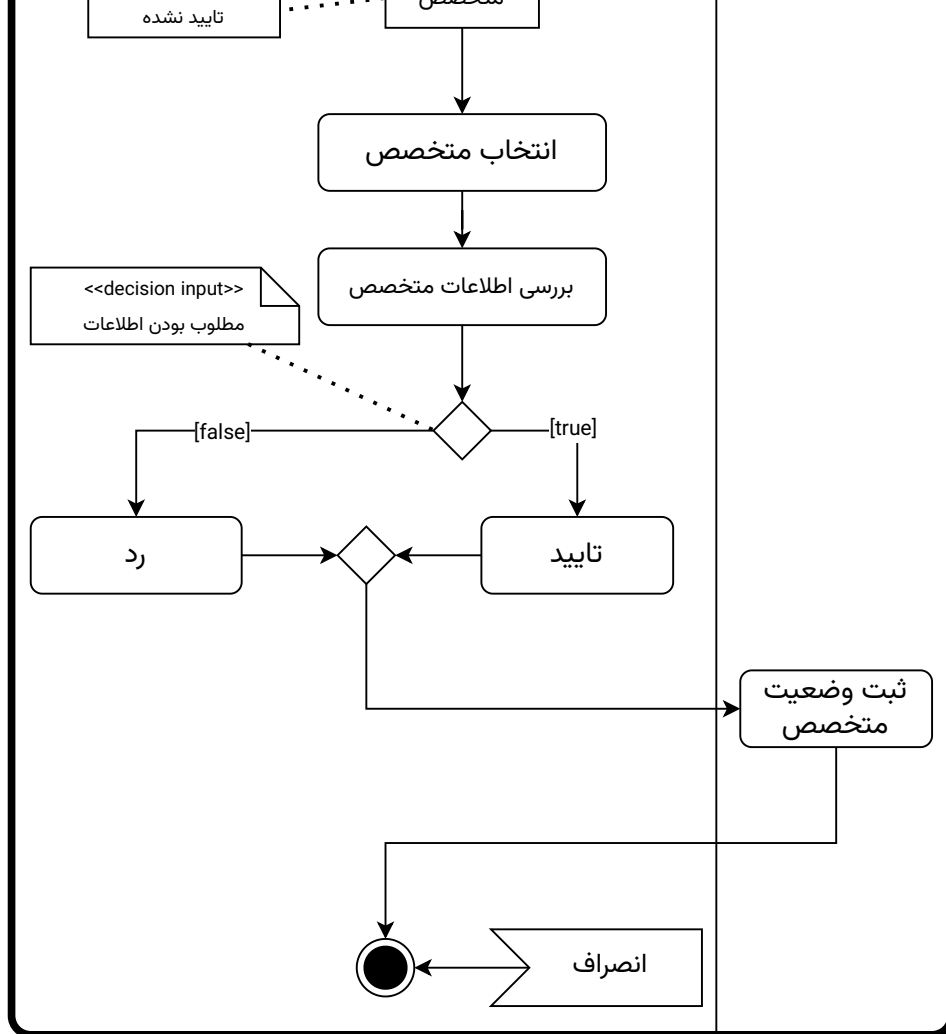 تایید نشده
متخصص
انتخاب متخصص
بررسی اطلاعات متخصص
<<decision input>>
مطلوب بودن اطلاعات
[false]
[true]
رد
تایید
ثبت وضعیت
متخصص
انصراف